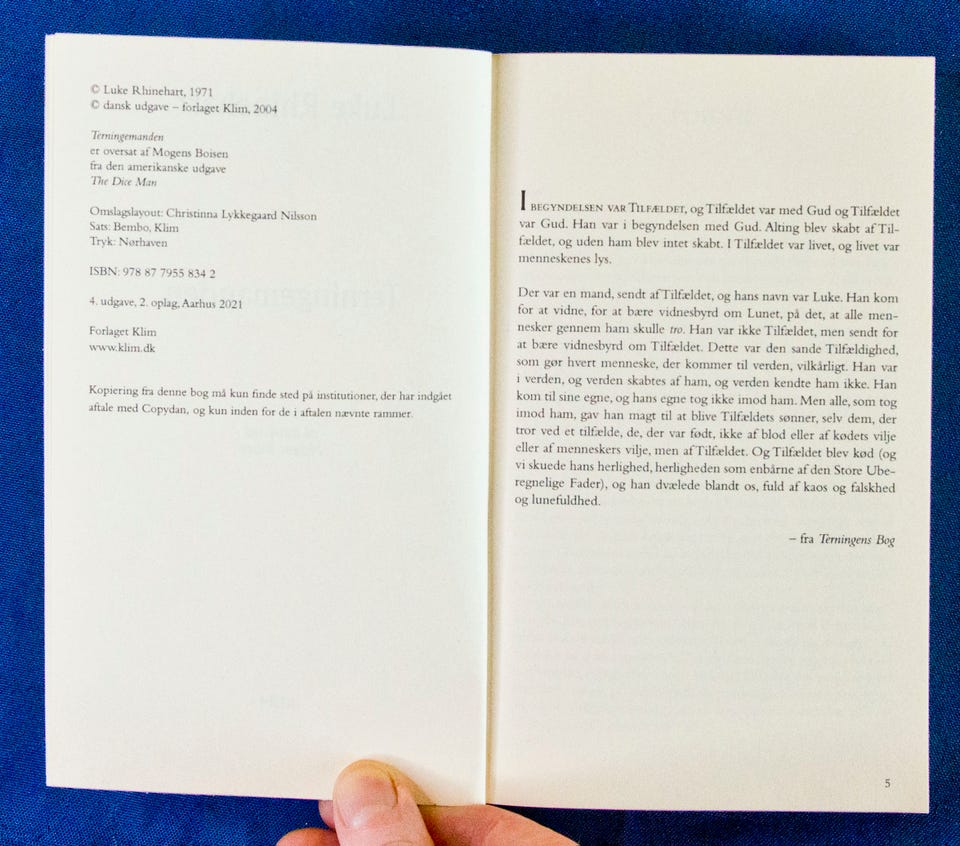 © Luke Rhinehart, 1971
© dansk udgave – forlaget Klim, 2004
Terningemanden
er oversat af Mogens Boisen
fra den amerikanske udgave
The Dice Man
Omslagslayout: Christinna Lykkegaard Nilsson
Sats: Bembo, Klim
Tryk: Nørhaven
ISBN: 978 87 7955 834 2
4. udgave, 2. oplag, Aarhus 2021
Forlaget Klim
www.klim.dk
Kopiering fra denne bog må kun finde sted på institutioner, der har indgået
aftale med Copydan, og kun inden for de i aftalen nævnte rammer.
I BEGYNDELSEN VAR TILFÆLDET, og Tilfældet var med Gud og Tilfældet
var Gud. Han var i begyndelsen med Gud. Alting blev skabt af Til-
fældet, og uden ham blev intet skabt. I Tilfældet var livet, og livet var
menneskenes lys.
Der var en mand, sendt af Tilfældet, og hans navn var Luke. Han kom
for at vidne, for at bære vidnesbyrd om Lunet, på det, at alle men-
nesker gennem ham skulle tro. Han var ikke Tilfældet, men sendt for
at bære vidnesbyrd om Tilfældet. Dette var den sande Tilfældighed,
som gør hvert menneske, der kommer til verden, vilkårligt. Han var
i verden, og verden skabtes af ham, og verden kendte ham ikke. Han
kom til sine egne, og hans egne tog ikke imod ham. Men alle, som tog
imod ham, gav han magt til at blive Tilfældets sønner, selv dem, der
tror ved et tilfælde, de, der var født, ikke af blod eller af kødets vilje
eller af menneskers vilje, men af Tilfældet. Og Tilfældet blev kød (og
vi skuede hans herlighed, herligheden som enbårne af den Store Ube-
regnelige Fader), og han dvælede blandt os, fuld af kaos og falskhed
og lunefuldhed.
– fra Terningens Bog
5